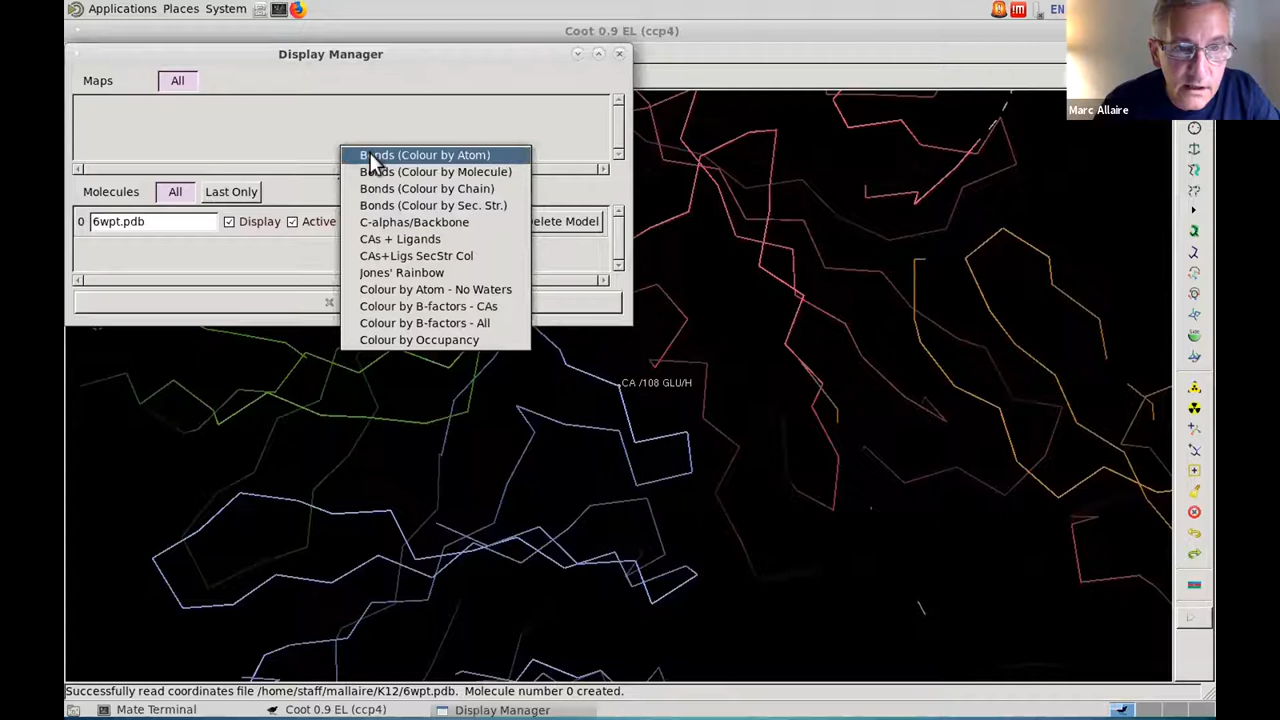 Applications Places System
EN
Coot 0.9 EL (ccp4)
Marc Allaire
Display Manager
Maps All
Molecules All Last Only
0 6wpt.pdb Display Active Delete Model
Bonds (Colour by Atom)
Bonds (Colour by Molecule)
Bonds (Colour by Chain)
Bonds (Colour by Sec. Str.)
C-alphas/Backbone
CAs + Ligands
CAs+Ligs SecStr Col
Jones' Rainbow
Colour by Atom - No Waters
Colour by B-factors - CAs
Colour by B-factors - All
Colour by Occupancy
CA /108 GLU/H
Successfully read coordinates file /home/staff/mallaire/K12/6wpt.pdb. Molecule number 0 created.
Mate Terminal Coot 0.9 EL (ccp4) Display Manager